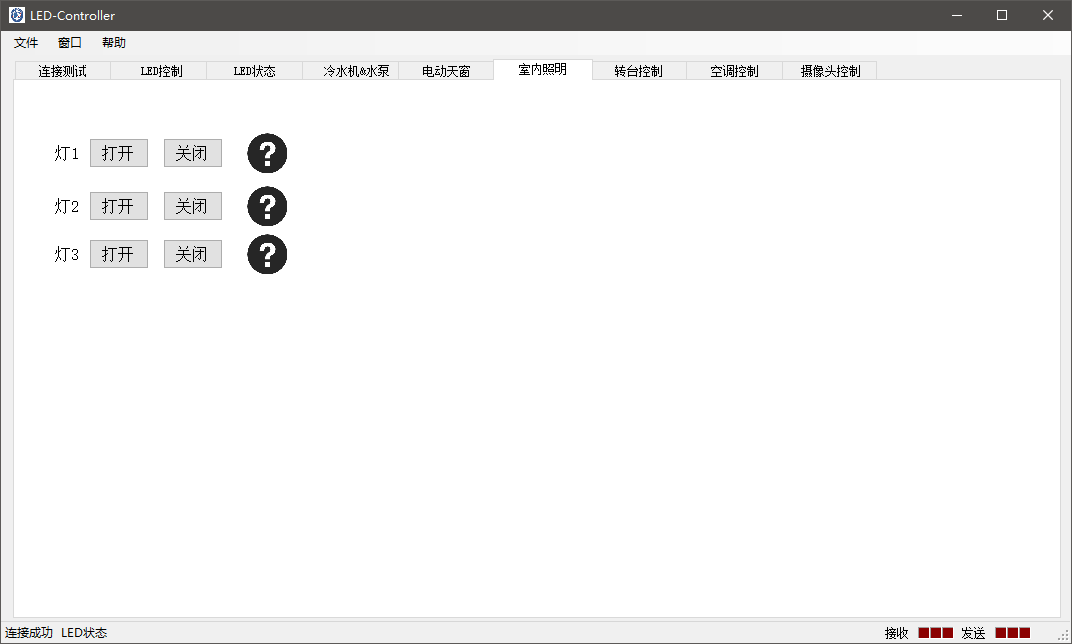 LED-Controller
文件 窗口 帮助
连接测试 LED控制 LED状态 冷水机&水泵 电动天窗 室内照明 转台控制 空调控制 摄像头控制
灯1 打开 关闭 ?
灯2 打开 关闭 ?
灯3 打开 关闭 ?
连接成功 LED状态 接收 发送